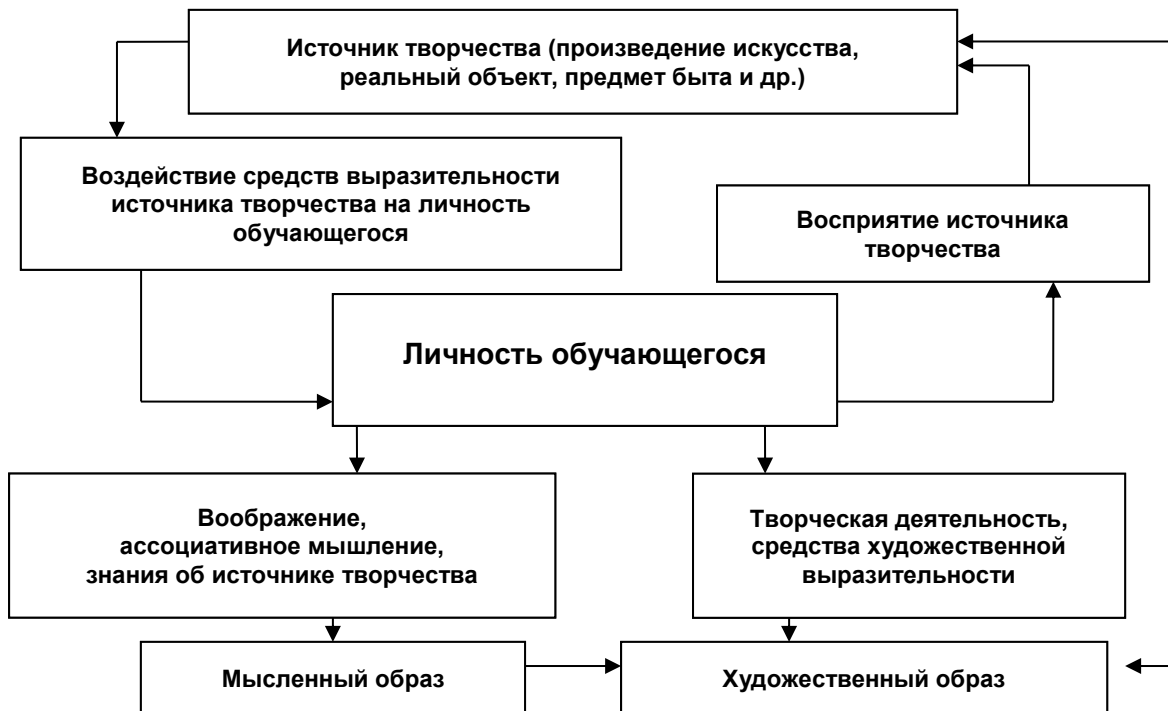 Источник творчества (произведение искусства,
реальный объект, предмет быта и др.)
Воздействие средств выразительности
источника творчества на личность
обучающегося
Восприятие источника
творчества
Личность обучающегося
Воображение,
ассоциативное мышление,
знания об источнике творчества
Творческая деятельность,
средства художественной
выразительности
Мысленный образ
Художественный образ